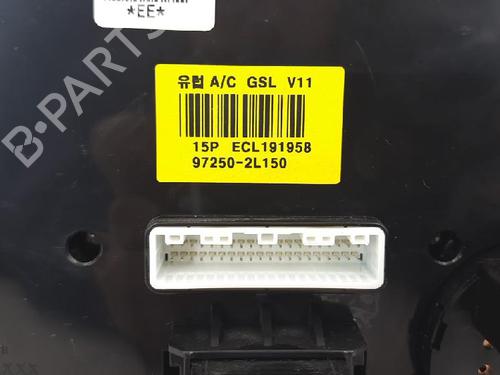 *EE*
유럽 A/C GSL V11
15P ECL191958
97250-2L150
B-PARTS